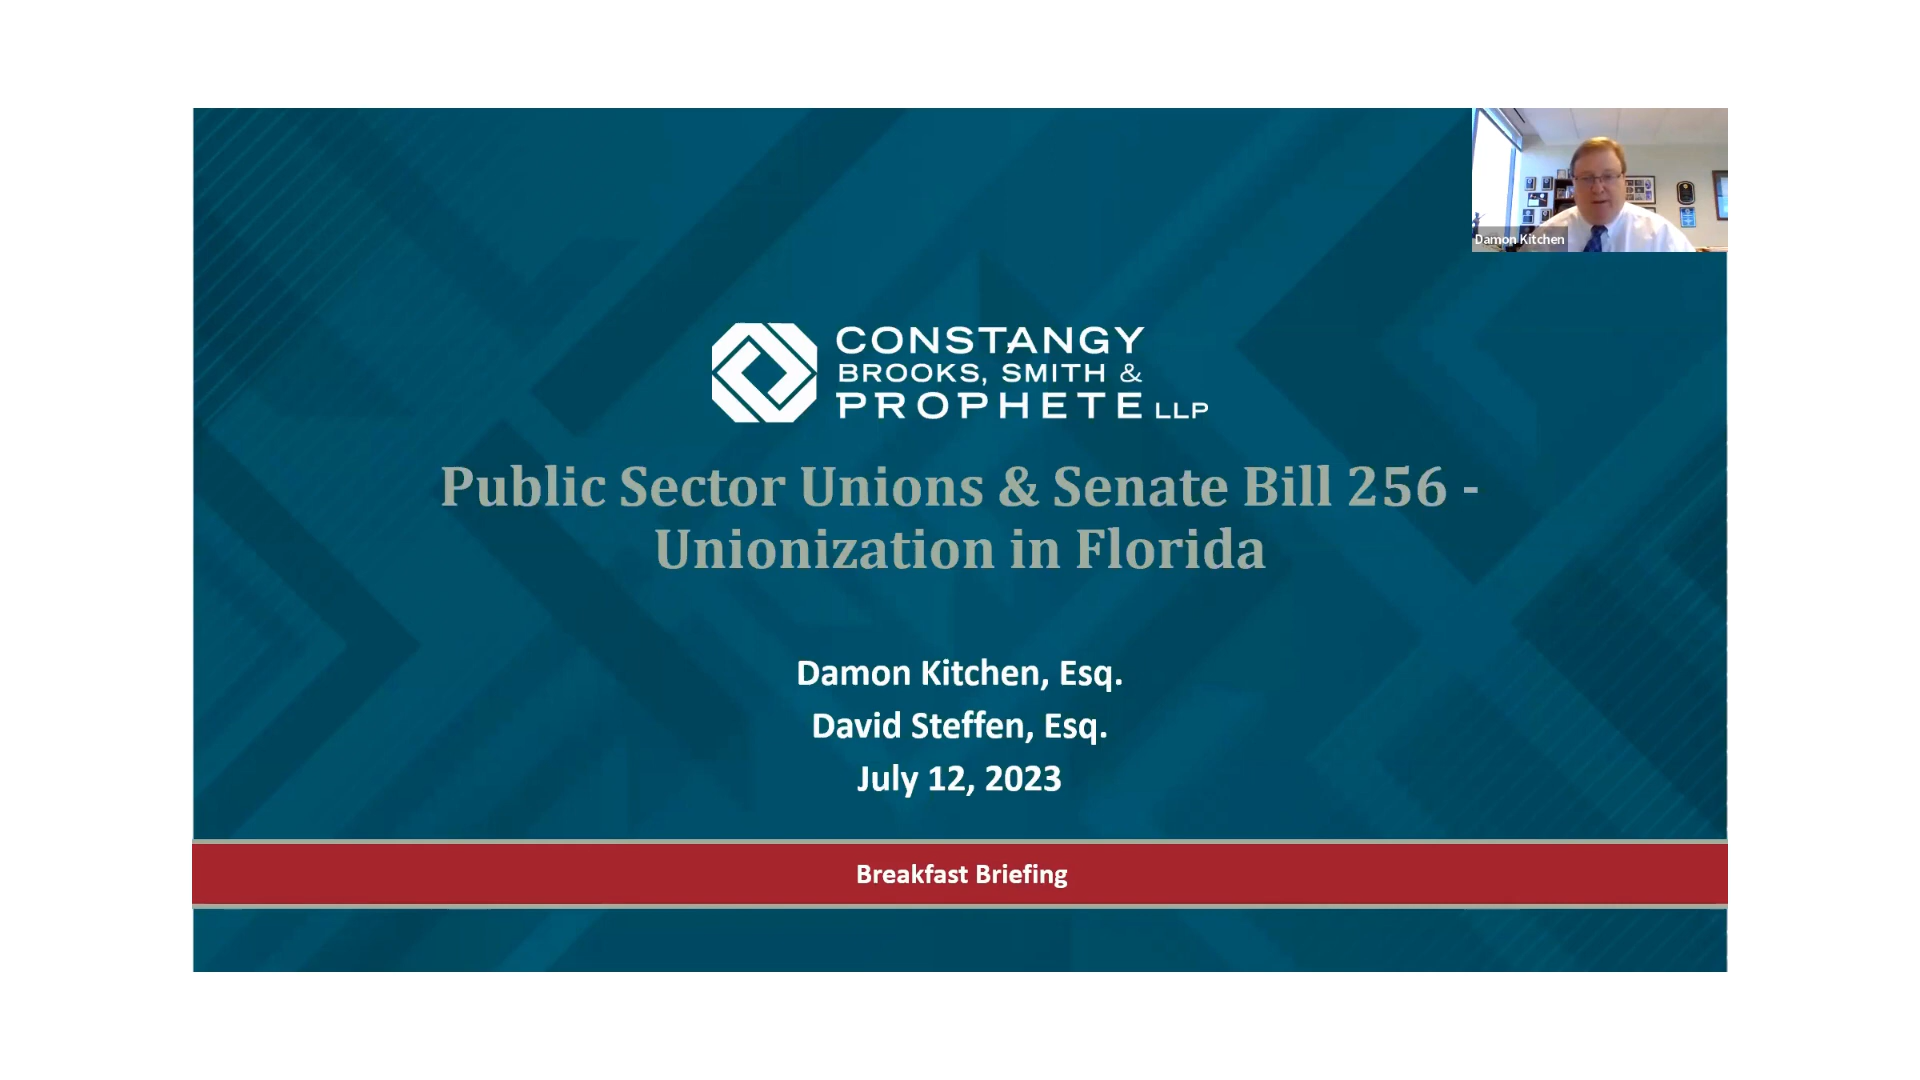 Damon Kitchen
CONSTANGY
BROOKS, SMITH &
PROPHETE LLP
Public Sector Unions & Senate Bill 256 -
Unionization in Florida
Damon Kitchen, Esq.
David Steffen, Esq.
July 12, 2023
Breakfast Briefing